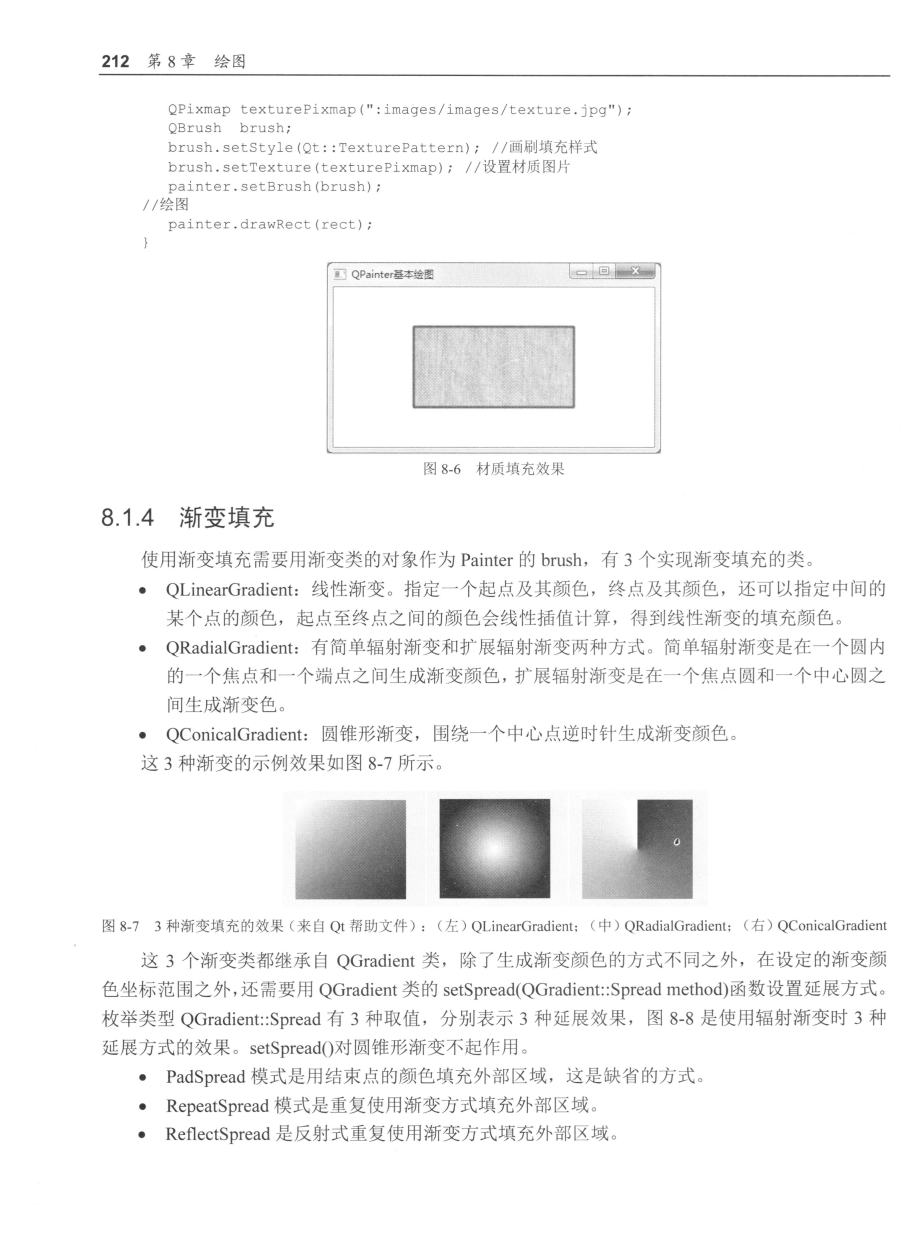 212 第 8 章 绘图
QPixmap texturePixmap(":images/images/texture.jpg");
QBrush brush;
brush.setStyle(Qt::TexturePattern); //画刷填充样式
brush.setTexture(texturePixmap); //设置材质图片
painter.setBrush(brush);
//绘图
painter.drawRect(rect);
}
QPainter基本绘图
图 8-6 材质填充效果
8.1.4 渐变填充
使用渐变填充需要用渐变类的对象作为 Painter 的 brush，有 3 个实现渐变填充的类。
● QLinearGradient：线性渐变。指定一个起点及其颜色，终点及其颜色，还可以指定中间的
某个点的颜色，起点至终点之间的颜色会线性插值计算，得到线性渐变的填充颜色。
● QRadialGradient：有简单辐射渐变和扩展辐射渐变两种方式。简单辐射渐变是在一个圆内
的一个焦点和一个端点之间生成渐变颜色，扩展辐射渐变是在一个焦点圆和一个中心圆之
间生成渐变色。
● QConicalGradient：圆锥形渐变，围绕一个中心点逆时针生成渐变颜色。
这 3 种渐变的示例效果如图 8-7 所示。
图 8-7 3 种渐变填充的效果（来自 Qt 帮助文件）：（左）QLinearGradient；（中）QRadialGradient；（右）QConicalGradient
这 3 个渐变类都继承自 QGradient 类，除了生成渐变颜色的方式不同之外，在设定的渐变颜
色坐标范围之外，还需要用 QGradient 类的 setSpread(QGradient::Spread method)函数设置延展方式。
枚举类型 QGradient::Spread 有 3 种取值，分别表示 3 种延展效果，图 8-8 是使用辐射渐变时 3 种
延展方式的效果。setSpread()对圆锥形渐变不起作用。
● PadSpread 模式是用结束点的颜色填充外部区域，这是缺省的方式。
● RepeatSpread 模式是重复使用渐变方式填充外部区域。
● ReflectSpread 是反射式重复使用渐变方式填充外部区域。